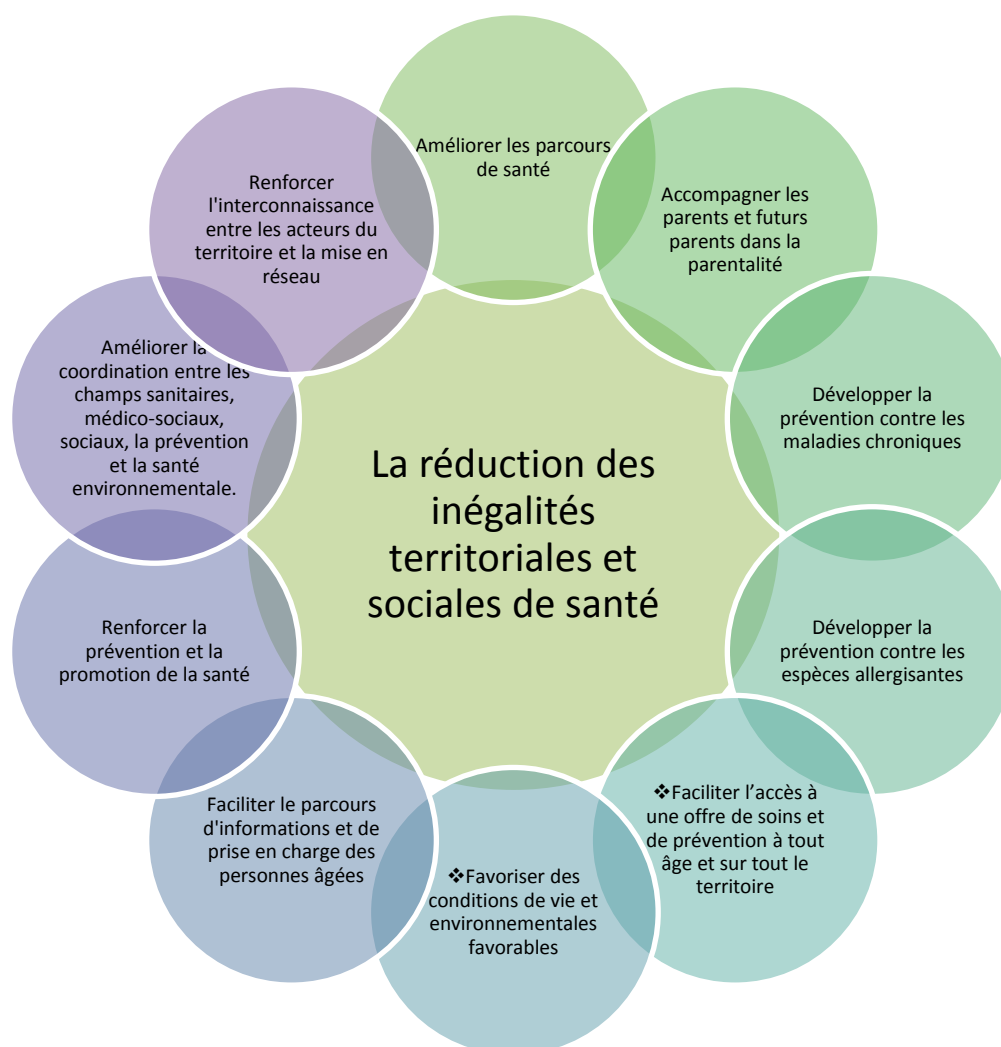 Améliorer les parcours
de santé
Accompagner les
parents et futurs
parents dans la
parentalité
Développer la
prévention contre les
maladies chroniques
Développer la
prévention contre les
espèces allergisantes
❖Faciliter l’accès à
une offre de soins et
de prévention à tout
âge et sur tout le
territoire
❖Favoriser des
conditions de vie et
environnementales
favorables
Faciliter le parcours
d'informations et de
prise en charge des
personnes âgées
Renforcer la
prévention et la
promotion de la santé
Améliorer la
coordination entre les
champs sanitaires,
médico-sociaux,
sociaux, la prévention
et la santé
environnementale.
Renforcer
l'interconnaissance
entre les acteurs du
territoire et la mise en
réseau
La réduction des
inégalités
territoriales et
sociales de santé